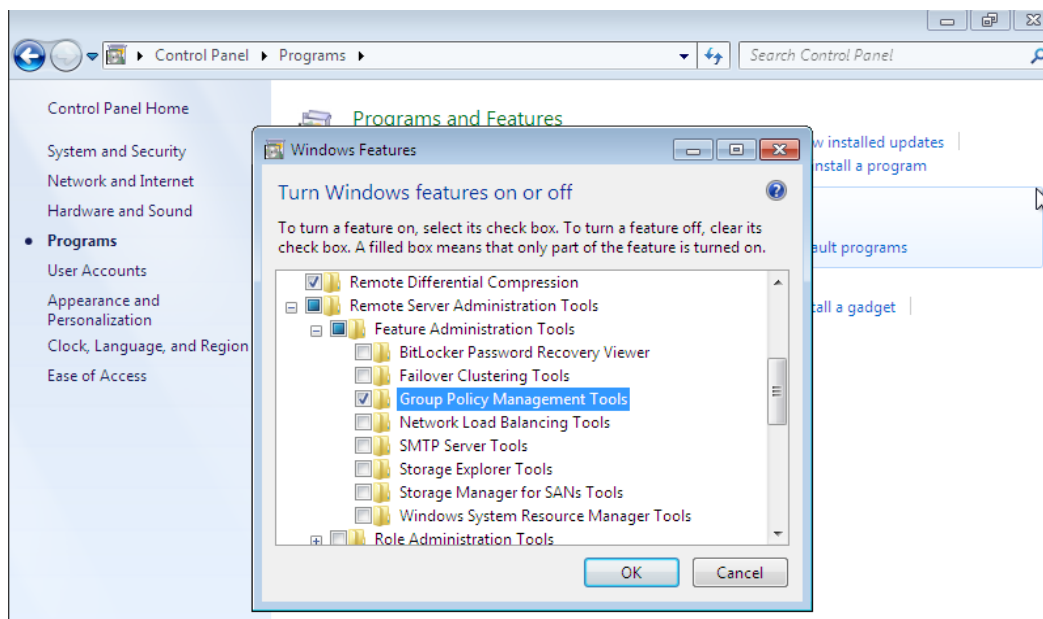 Control Panel
Programs
Search Control Panel
Control Panel Home
System and Security
Network and Internet
Hardware and Sound
Programs
User Accounts
Appearance and
Personalization
Clock, Language, and Region
Ease of Access
Programs and Features
w installed updates
nstall a program
ault programs
tall a gadget
Windows Features
Turn Windows features on or off
To turn a feature on, select its check box. To turn a feature off, clear its
check box. A filled box means that only part of the feature is turned on.
Remote Differential Compression
Remote Server Administration Tools
Feature Administration Tools
BitLocker Password Recovery Viewer
Failover Clustering Tools
Group Policy Management Tools
Network Load Balancing Tools
SMTP Server Tools
Storage Explorer Tools
Storage Manager for SANs Tools
Windows System Resource Manager Tools
Role Administration Tools
OK
Cancel